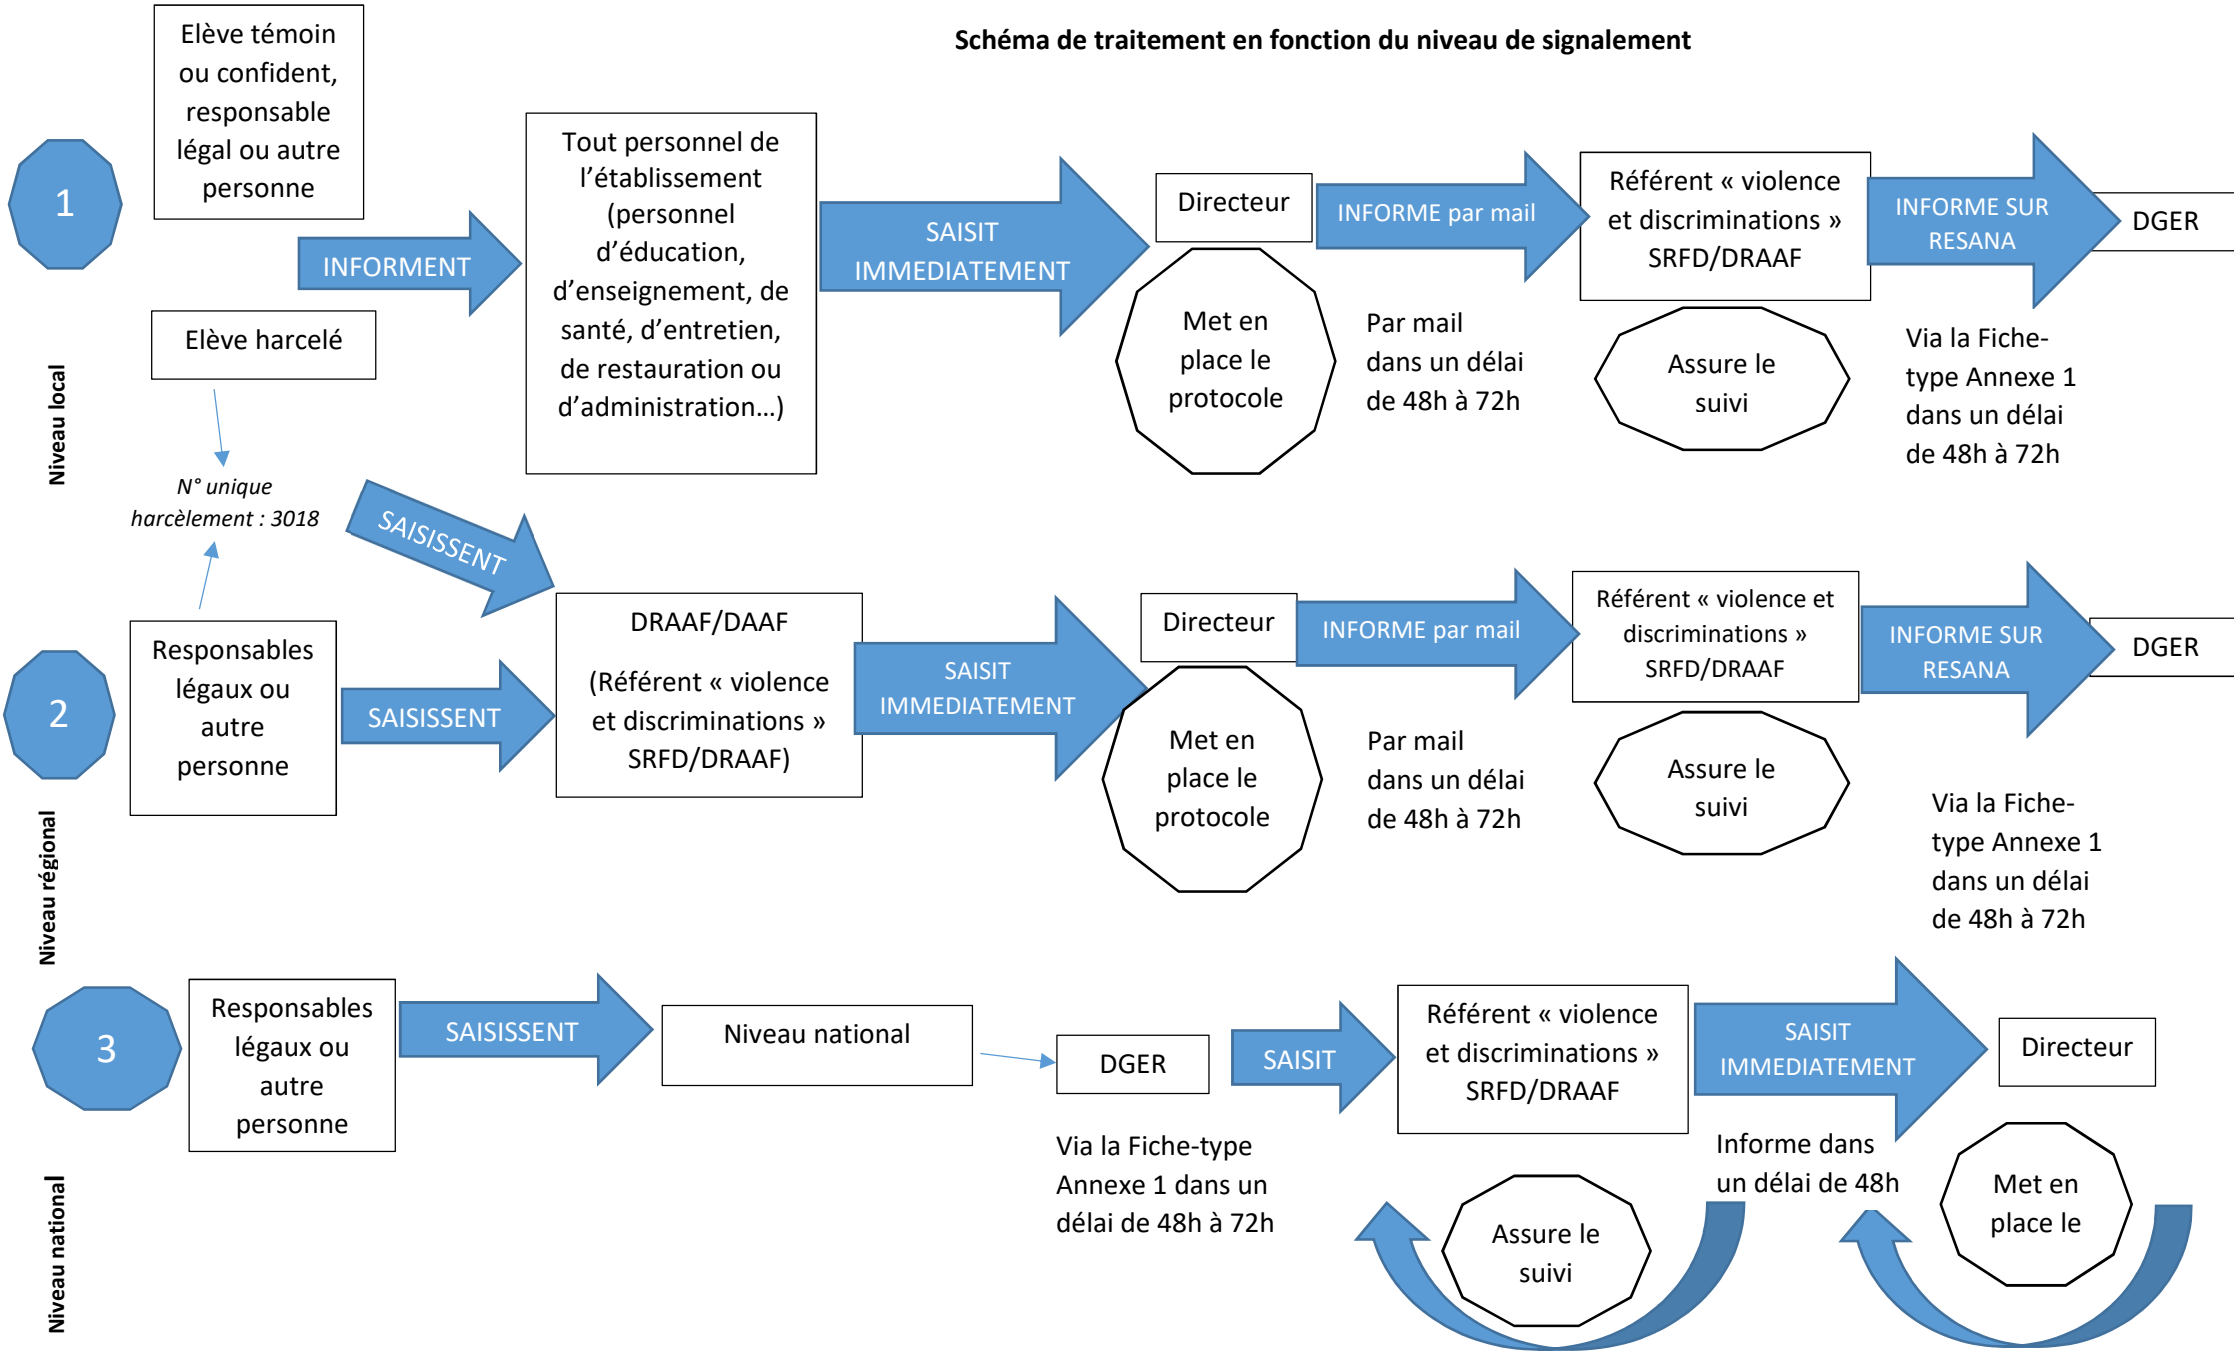 Schéma de traitement en fonction du niveau de signalement
1
Niveau local
Elève témoin
ou confident,
responsable
légal ou autre
personne
Elève harcelé
INFORMENT
Tout personnel de
l’établissement
(personnel
d’éducation,
d’enseignement, de
santé, d’entretien,
de restauration ou
d’administration…)
SAISIT
IMMEDIATEMENT
Directeur
Met en
place le
protocole
INFORME par mail
Par mail
dans un délai
de 48h à 72h
Référent « violence
et discriminations »
SRFD/DRAAF
Assure le
suivi
INFORME SUR
RESANA
Via la Fiche-
type Annexe 1
dans un délai
de 48h à 72h
DGER
N° unique
harcèlement : 3018
SAISISSENT
2
Niveau régional
Responsables
légaux ou
autre
personne
SAISISSENT
DRAAF/DAAF
(Référent « violence
et discriminations »
SRFD/DRAAF)
SAISIT
IMMEDIATEMENT
Directeur
Met en
place le
protocole
INFORME par mail
Par mail
dans un délai
de 48h à 72h
Référent « violence et
discriminations »
SRFD/DRAAF
Assure le
suivi
INFORME SUR
RESANA
Via la Fiche-
type Annexe 1
dans un délai
de 48h à 72h
DGER
3
Niveau national
Responsables
légaux ou
autre
personne
SAISISSENT
Niveau national
DGER
Via la Fiche-type
Annexe 1 dans un
délai de 48h à 72h
SAISIT
Référent « violence
et discriminations »
SRFD/DRAAF
Assure le
suivi
SAISIT
IMMEDIATEMENT
Informe dans
un délai de 48h
Directeur
Met en
place le